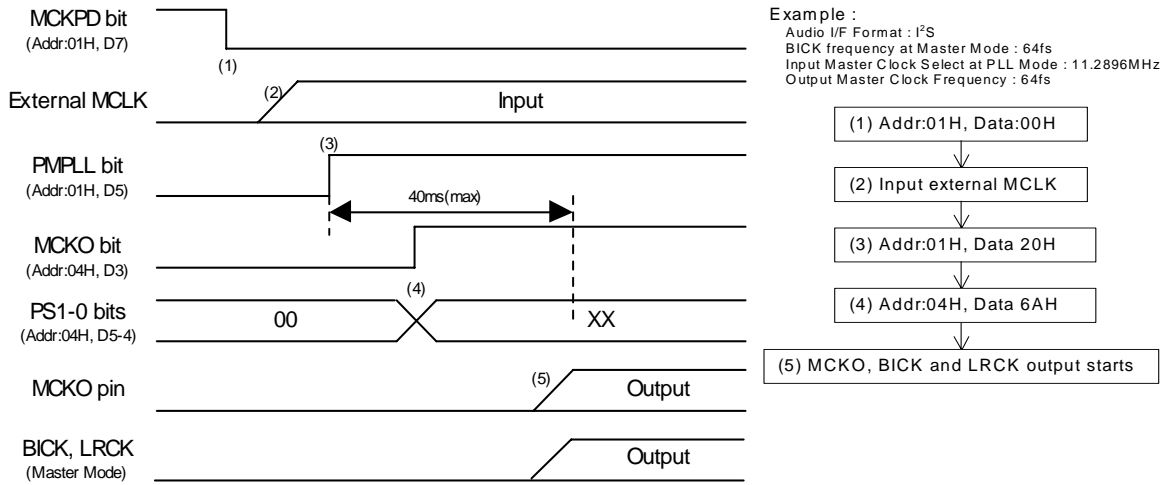 MCKPD bit
(Addr:01H, D7)
(1)
External MCLK
(2)
Input
(3)
PMPLL bit
(Addr:01H, D5)
40ms(max)
MCKO bit
(Addr:04H, D3)
(4)
PS1-0 bits
(Addr:04H, D5-4)
00
XX
MCKO pin
(5)
Output
BICK, LRCK
(Master Mode)
Output
Example :
Audio I/F Format : I²S
BICK frequency at Master Mode : 64fs
Input Master Clock Select at PLL Mode : 11.2896MHz
Output Master Clock Frequency : 64fs
(1) Addr:01H, Data:00H
(2) Input external MCLK
(3) Addr:01H, Data 20H
(4) Addr:04H, Data 6AH
(5) MCKO, BICK and LRCK output starts